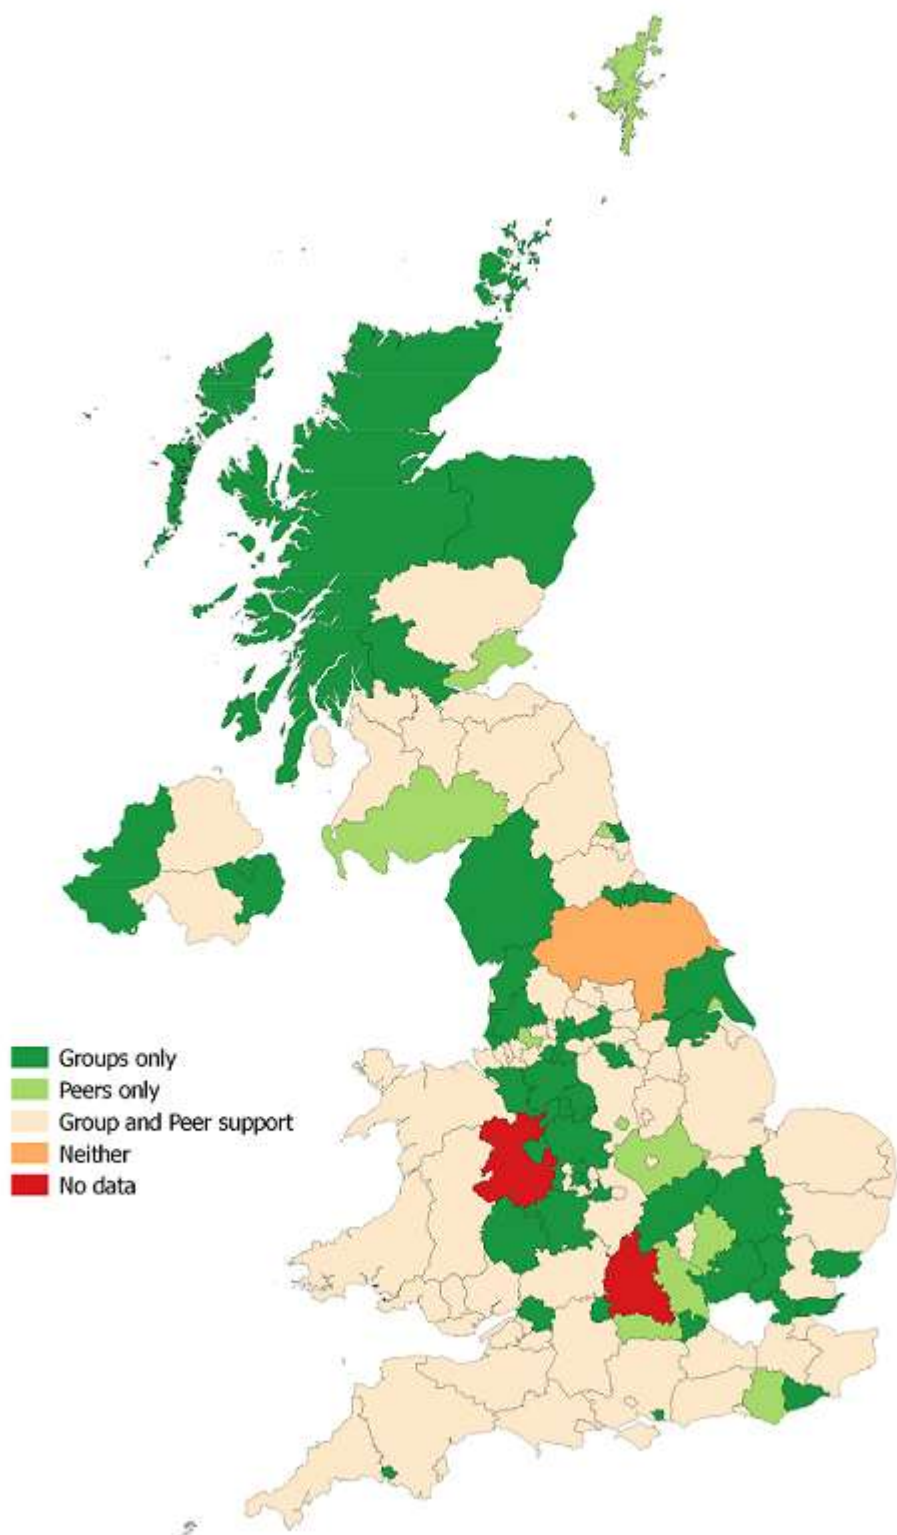 Groups only
Peers only
Group and Peer support
Neither
No data